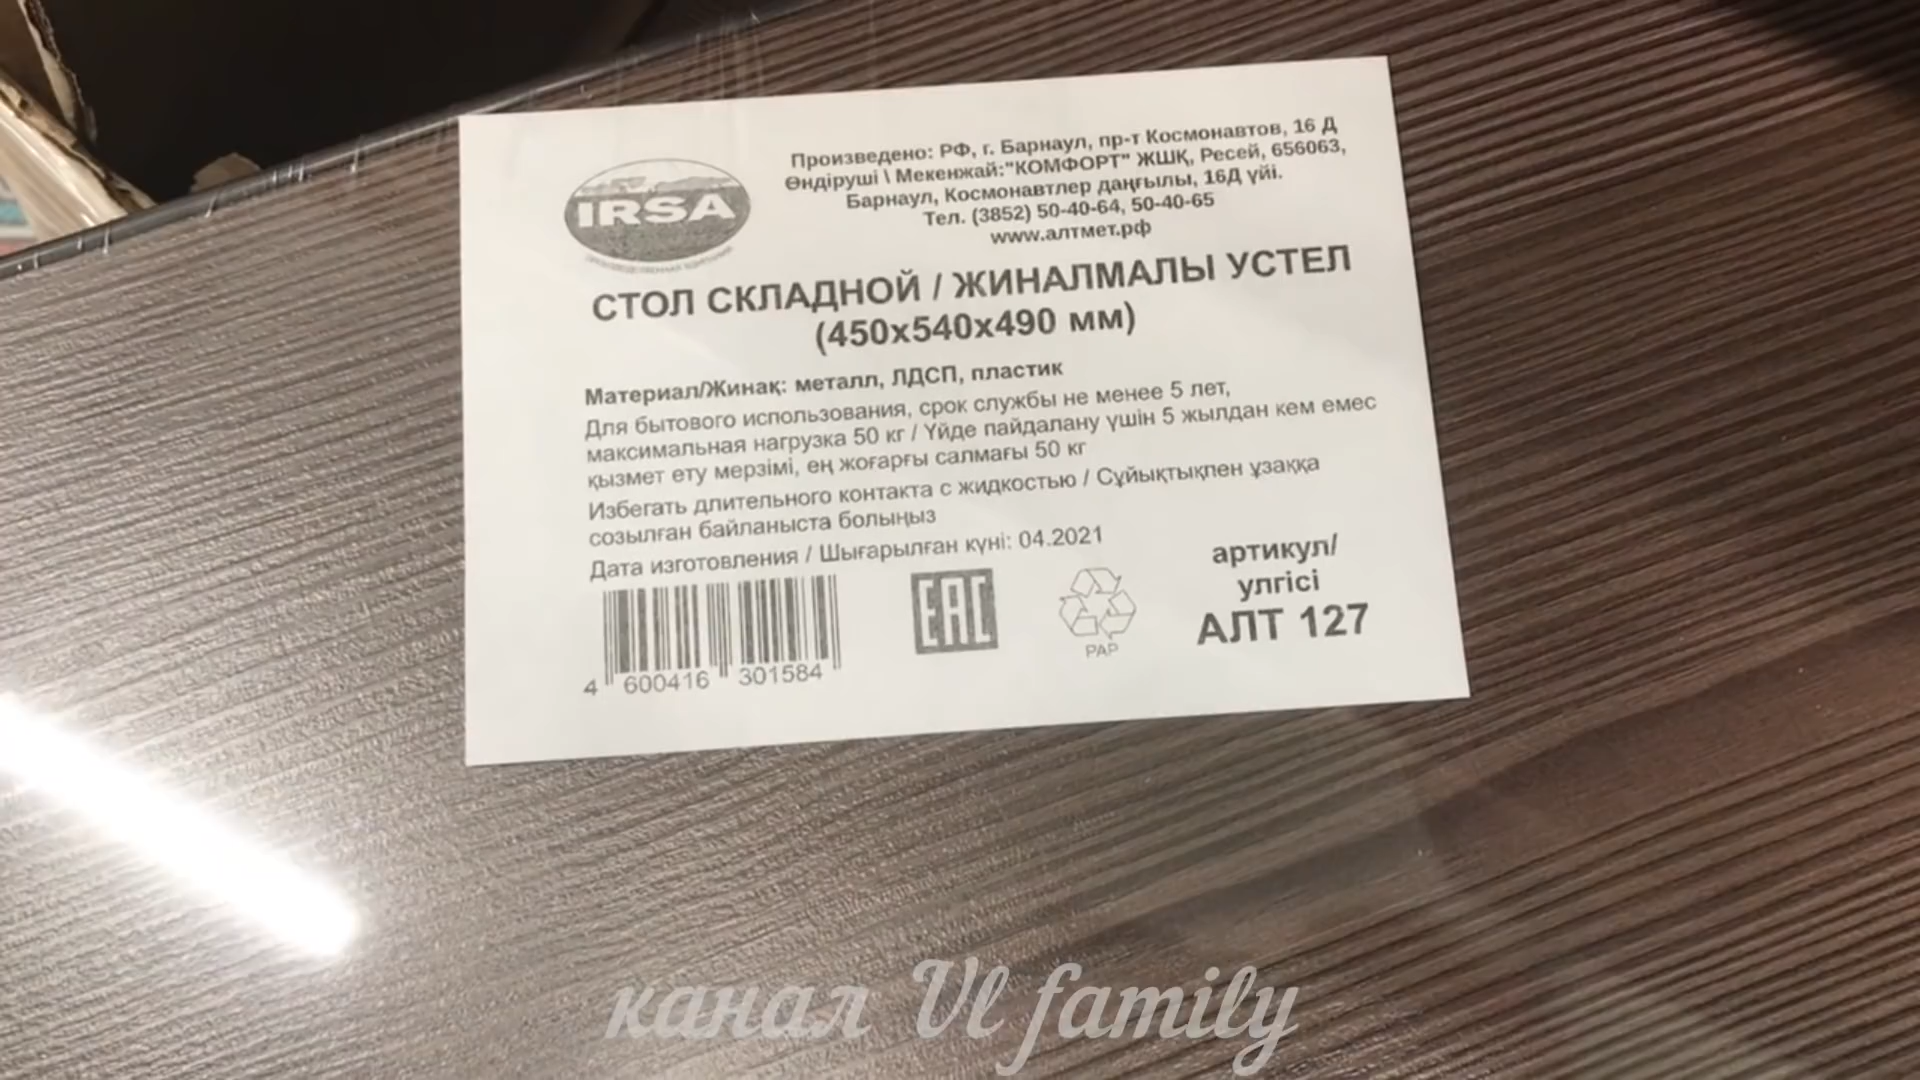 IRSA
ПРОИЗВОДСТВЕННАЯ КОМПАНИЯ
Произведено: РФ, г. Барнаул, пр-т Космонавтов, 16 Д
Өндіруші \ Мекенжай:"КОМФОРТ" ЖШҚ, Ресей, 656063,
Барнаул, Космонавтлер даңғылы, 16Д үйі.
Тел. (3852) 50-40-64, 50-40-65
www.алтмет.рф
СТОЛ СКЛАДНОЙ / ЖИНАЛМАЛЫ УСТЕЛ
(450х540х490 мм)
Материал/Жинақ: металл, ЛДСП, пластик
Для бытового использования, срок службы не менее 5 лет,
максимальная нагрузка 50 кг / Үйде пайдалану үшін 5 жылдан кем емес
қызмет ету мерзімі, ең жоғарғы салмағы 50 кг
Избегать длительного контакта с жидкостью / Сұйықтықпен ұзаққа
созылған байланыста болыңыз
Дата изготовления / Шығарылған күні: 04.2021
4 600416 301584
EAC
PAP
артикул/
улгісі
АЛТ 127
канал Vl family